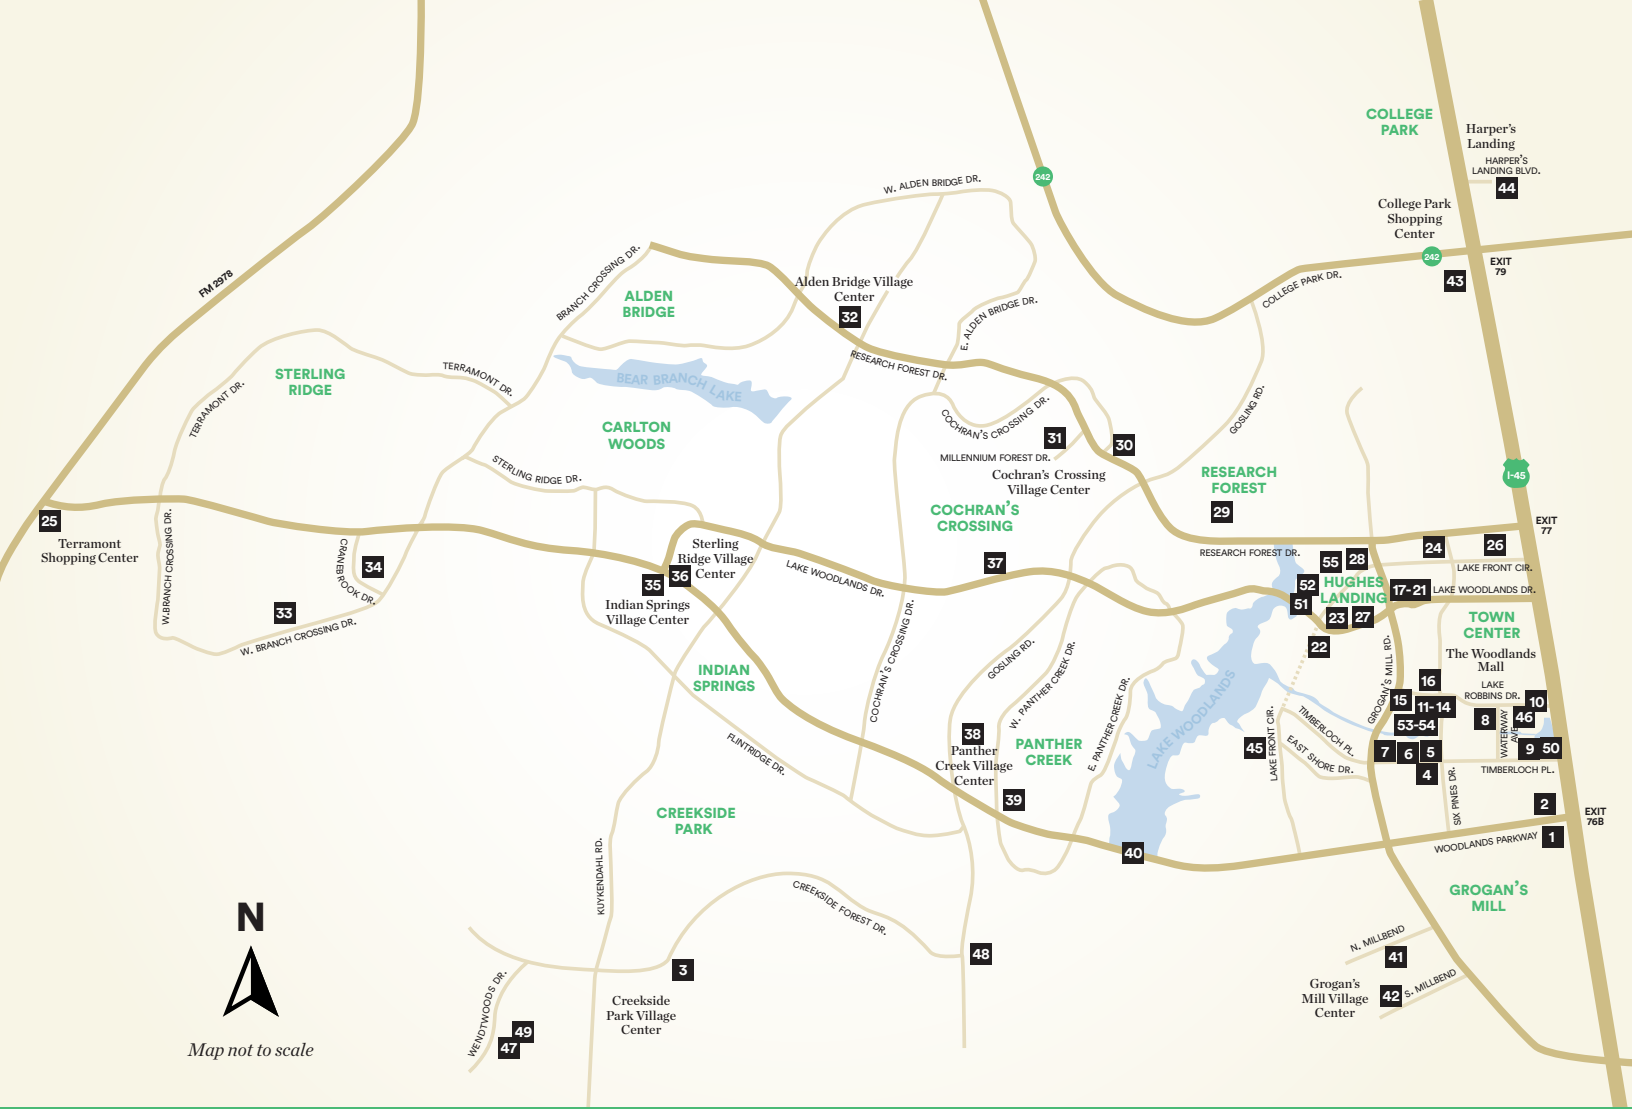 COLLEGE
PARK
Harper's
Landing
HARPER'S
LANDING BLVD.
44
242
W. ALDEN BRIDGE DR.
College Park
Shopping
Center
242
EXIT
79
43
COLLEGE PARK DR.
FM 2978
BRANCH CROSSING DR.
ALDEN
BRIDGE
Alden Bridge Village
Center
32
E. ALDEN BRIDGE DR.
RESEARCH FOREST DR.
STERLING
RIDGE
TERRAMONT DR.
TERRAMONT DR.
BEAR BRANCH LAKE
CARLTON
WOODS
COCHRAN'S CROSSING DR.
GOSLING RD.
31
30
MILLENNIUM FOREST DR.
Cochran's Crossing
Village Center
STERLING RIDGE DR.
RESEARCH
FOREST
29
I-45
COCHRAN'S
CROSSING
25
Terramont
Shopping Center
W.BRANCH CROSSING DR.
CRANEBROOK DR.
34
33
W. BRANCH CROSSING DR.
Sterling
Ridge Village
Center
35
36
Indian Springs
Village Center
LAKE WOODLANDS DR.
37
RESEARCH FOREST DR.
EXIT
77
24
26
55
28
LAKE FRONT CIR.
52
HUGHES
LANDING
17-21
LAKE WOODLANDS DR.
51
23
27
TOWN
CENTER
22
The Woodlands
Mall
INDIAN
SPRINGS
COCHRAN'S CROSSING DR.
GOSLING RD.
W. PANTHER CREEK DR.
E. PANTHER CREEK DR.
LAKE WOODLANDS
GROGAN'S MILL RD.
16
LAKE
ROBBINS DR.
15
11-14
10
53-54
8
46
WATERWAY
AVE
LAKE FRONT CIR.
TIMBERLOCH PL.
EAST SHORE DR.
45
7
6
5
9
50
4
TIMBERLOCH PL.
FLINTRIDGE DR.
38
Panther
Creek Village
Center
PANTHER
CREEK
39
SIX PINES DR.
2
EXIT
76B
1
WOODLANDS PARKWAY
40
CREEKSIDE
PARK
KUYKENDAHL RD.
CREEKSIDE FOREST DR.
GROGAN'S
MILL
N
N. MILLBEND
41
Grogan's
Mill Village
Center
42
S. MILLBEND
48
3
Creekside
Park Village
Center
WENDTWOODS DR.
49
47
Map not to scale